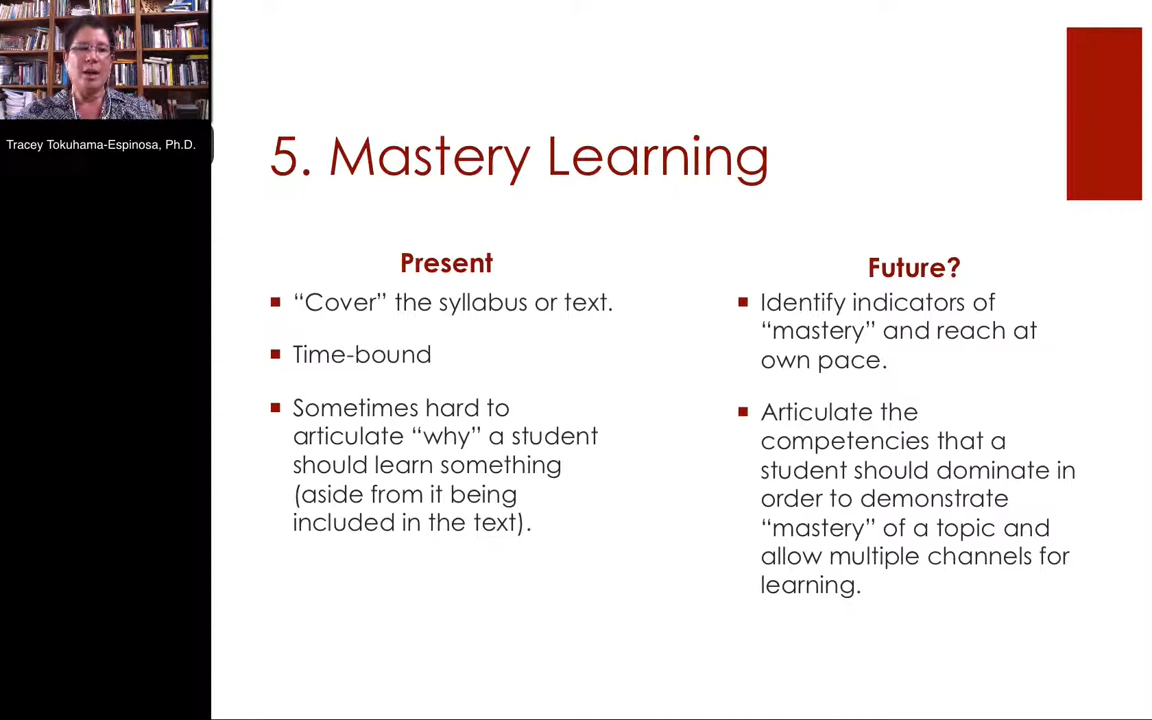 Tracey Tokuhama-Espinosa, Ph.D.
5. Mastery Learning
Present
■ “Cover” the syllabus or text.
■ Time-bound
■ Sometimes hard to
articulate “why” a student
should learn something
(aside from it being
included in the text).
Future?
■ Identify indicators of
“mastery” and reach at
own pace.
■ Articulate the
competencies that a
student should dominate in
order to demonstrate
“mastery” of a topic and
allow multiple channels for
learning.